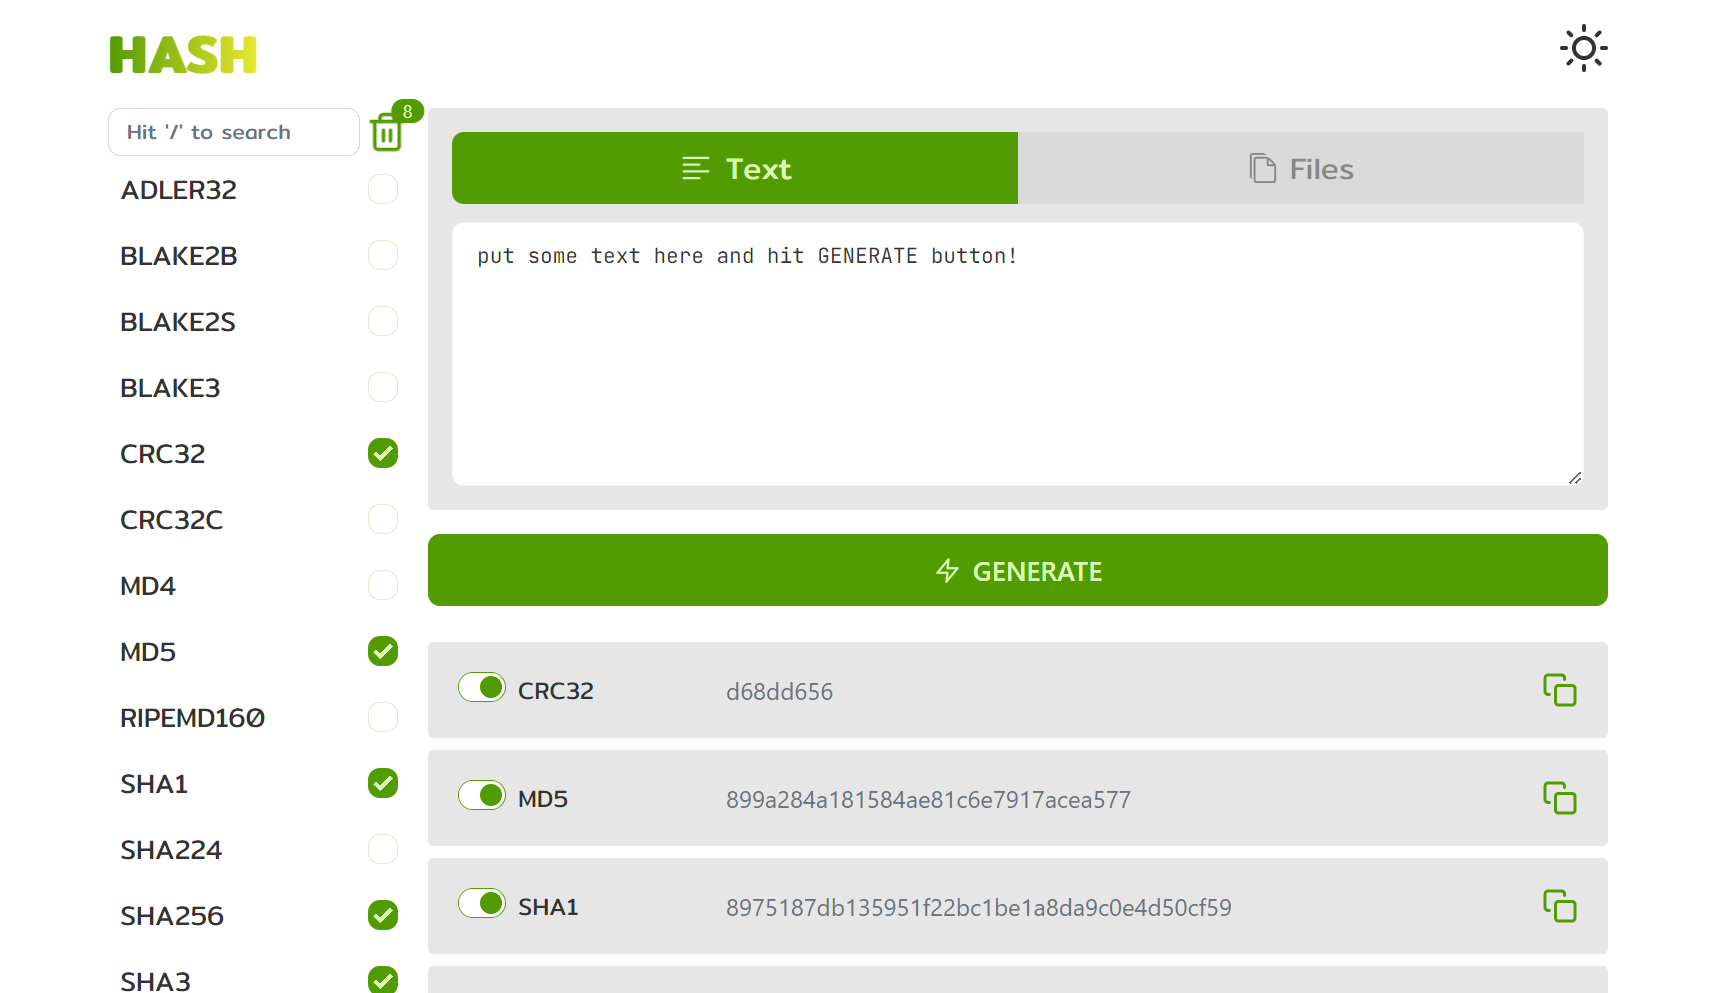 HASH
Hit '/' to search
8
ADLER32
BLAKE2B
BLAKE2S
BLAKE3
CRC32
CRC32C
MD4
MD5
RIPEMD160
SHA1
SHA224
SHA256
SHA3
Text
Files
put some text here and hit GENERATE button!
GENERATE
CRC32 d68dd656
MD5 899a284a181584ae81c6e7917acea577
SHA1 8975187db135951f22bc1be1a8da9c0e4d50cf59